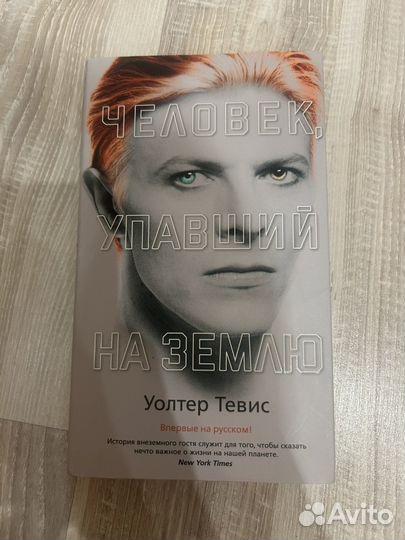 ЧЕЛОВЕК,
УПАВШИЙ
НА ЗЕМЛЮ
Уолтер Тевис
Впервые на русском!
История внеземного гостя служит для того, чтобы сказать
нечто важное о жизни на нашей планете.
New York Times
Avito